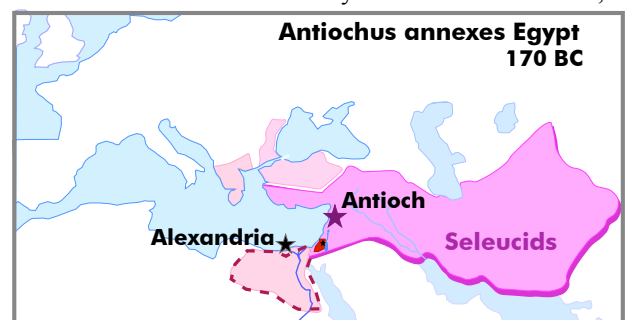 Antiochus annexes Egypt
170 BC
Antioch
Alexandria
Seleucids